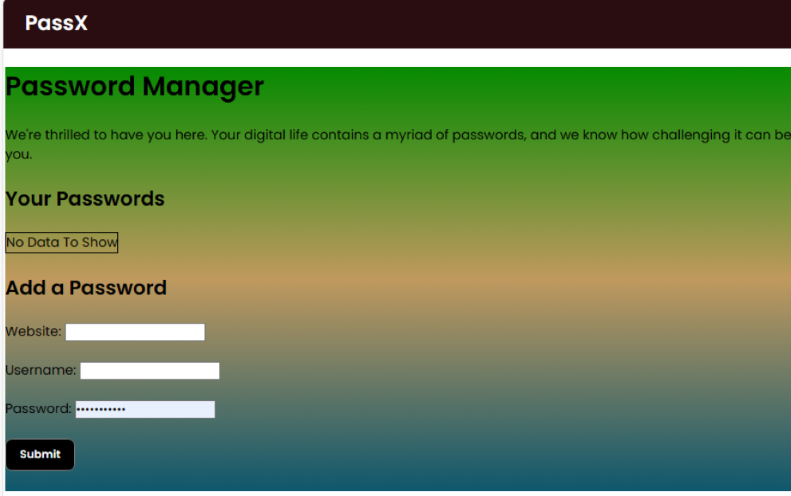 PassX
Password Manager
We're thrilled to have you here. Your digital life contains a myriad of passwords, and we know how challenging it can be
you.
Your Passwords
No Data To Show
Add a Password
Website:
Username:
Password: •••••••••••
Submit